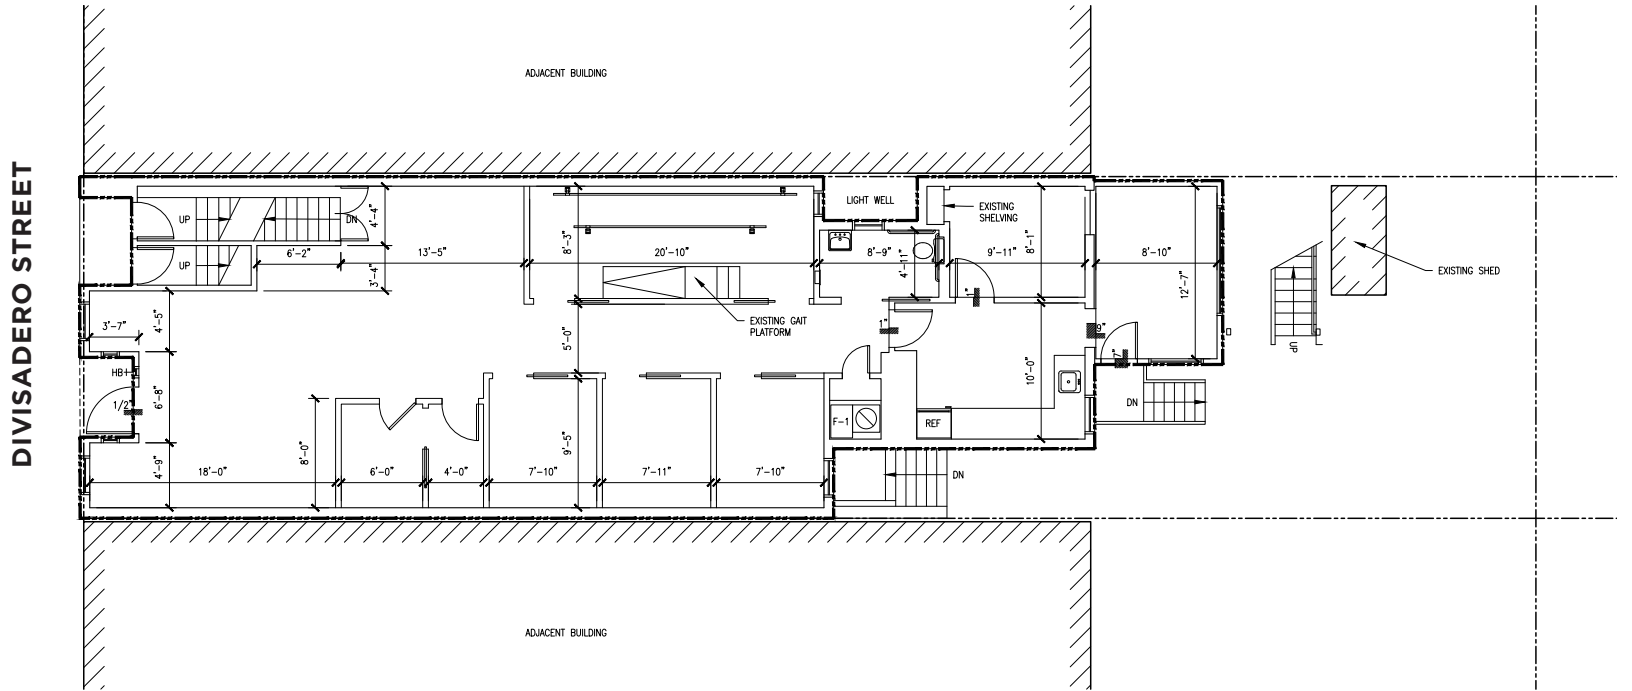 DIVISADERO STREET
ADJACENT BUILDING
UP
DN
4'-4"
LIGHT WELL
EXISTING
SHELVING
8'-3"
8'-1"
6'-2"
13'-5"
20'-10"
8'-9"
9'-11"
8'-10"
UP
3'-4"
4'-11"
12'-7"
EXISTING SHED
1"
3'-7"
4'-5"
5'-0"
EXISTING GAIT
PLATFORM
1"
9"
7"
UP
HB+
1/2"
6'-8"
10'-0"
DN
F-1
REF
4'-9"
18'-0"
8'-0"
6'-0"
4'-0"
7'-10"
9'-5"
7'-11"
7'-10"
DN
ADJACENT BUILDING